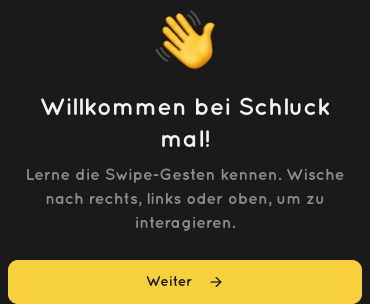 Willkommen bei Schluck
mal!
Lerne die Swipe-Gesten kennen. Wische
nach rechts, links oder oben, um zu
interagieren.
Weiter →